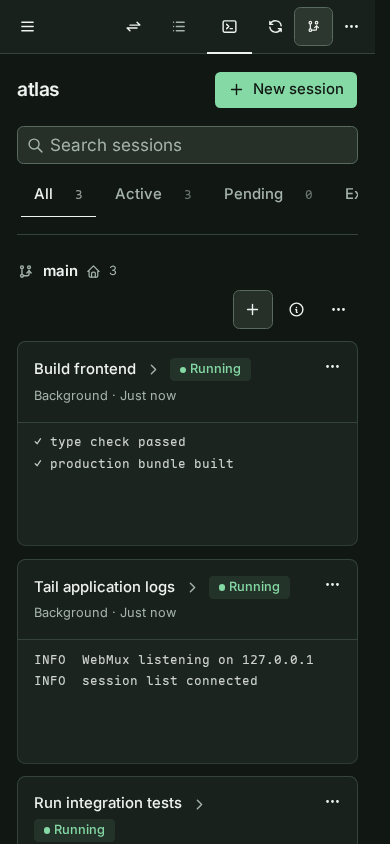 atlas
New session
Search sessions
All 3 Active 3 Pending 0 Ex
main 3
Build frontend Running
Background · Just now
✓ type check passed
✓ production bundle built
Tail application logs Running
Background · Just now
INFO WebMux listening on 127.0.0.1
INFO session list connected
Run integration tests
Running